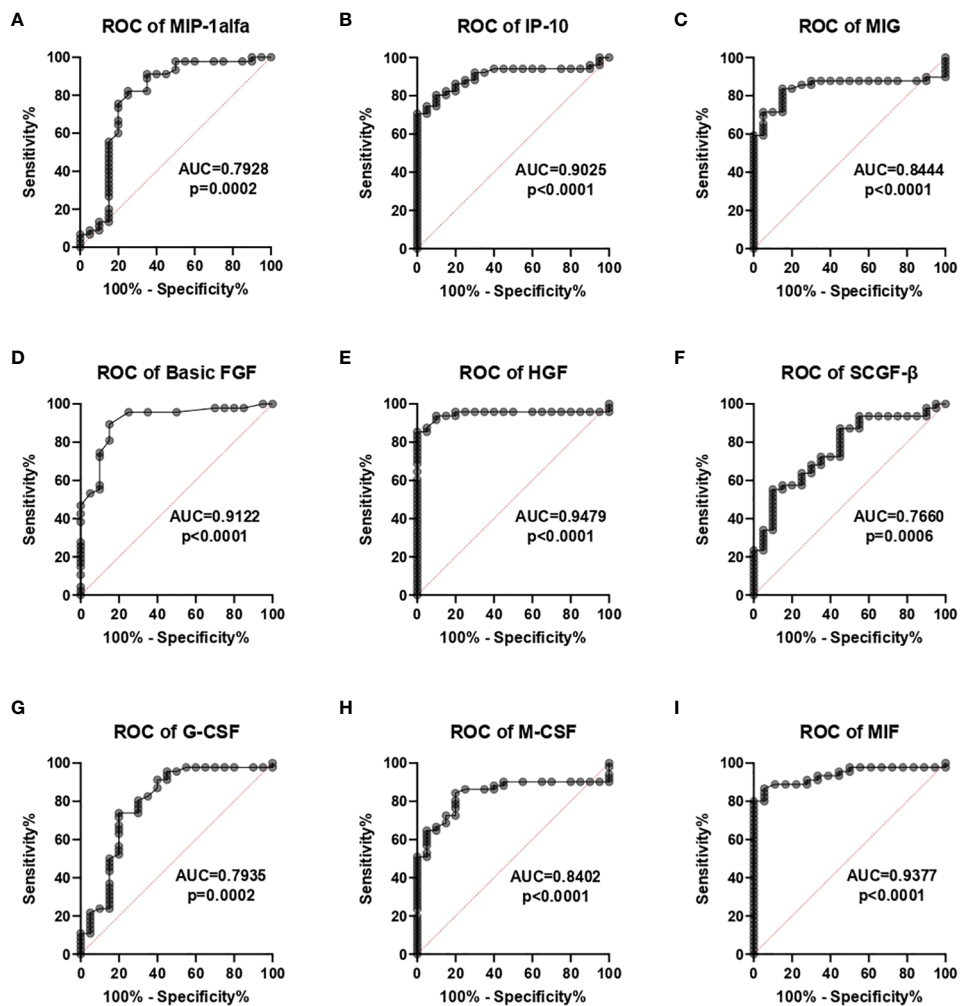 A
ROC of MIP-1alfa
100
80
60
40
20
0
Sensitivity%
AUC=0.7928
p=0.0002
0 20 40 60 80 100
100% - Specificity%
B
ROC of IP-10
100
80
60
40
20
0
Sensitivity%
AUC=0.9025
p<0.0001
0 20 40 60 80 100
100% - Specificity%
C
ROC of MIG
100
80
60
40
20
0
Sensitivity%
AUC=0.8444
p<0.0001
0 20 40 60 80 100
100% - Specificity%
D
ROC of Basic FGF
100
80
60
40
20
0
Sensitivity%
AUC=0.9122
p<0.0001
0 20 40 60 80 100
100% - Specificity%
E
ROC of HGF
100
80
60
40
20
0
Sensitivity%
AUC=0.9479
p<0.0001
0 20 40 60 80 100
100% - Specificity%
F
ROC of SCGF-β
100
80
60
40
20
0
Sensitivity%
AUC=0.7660
p=0.0006
0 20 40 60 80 100
100% - Specificity%
G
ROC of G-CSF
100
80
60
40
20
0
Sensitivity%
AUC=0.7935
p=0.0002
0 20 40 60 80 100
100% - Specificity%
H
ROC of M-CSF
100
80
60
40
20
0
Sensitivity%
AUC=0.8402
p<0.0001
0 20 40 60 80 100
100% - Specificity%
I
ROC of MIF
100
80
60
40
20
0
Sensitivity%
AUC=0.9377
p<0.0001
0 20 40 60 80 100
100% - Specificity%